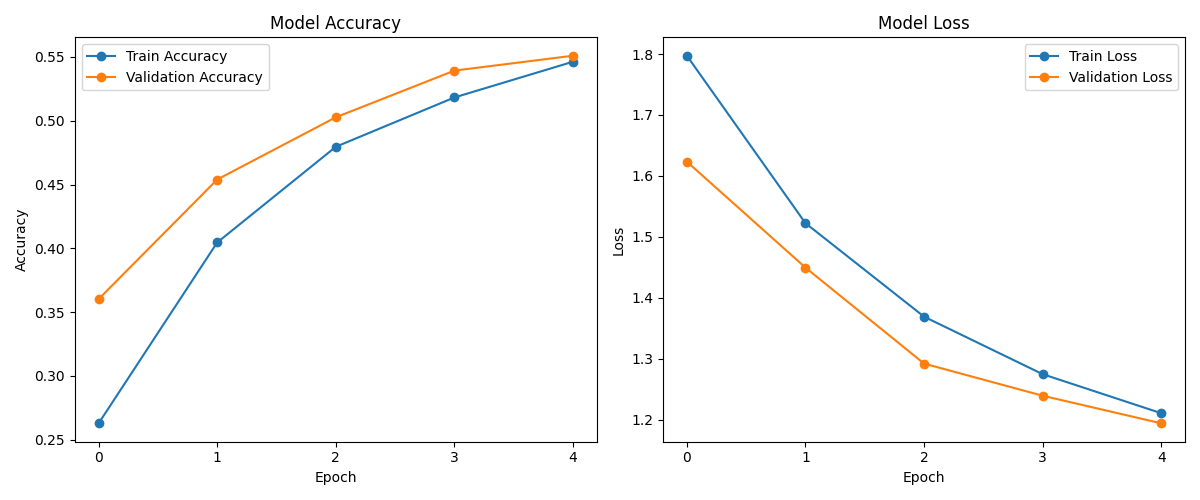 Model Accuracy
Train Accuracy
Validation Accuracy
Accuracy
0.55
0.50
0.45
0.40
0.35
0.30
0.25
0 1 2 3 4
Epoch
Model Loss
Train Loss
Validation Loss
Loss
1.8
1.7
1.6
1.5
1.4
1.3
1.2
0 1 2 3 4
Epoch